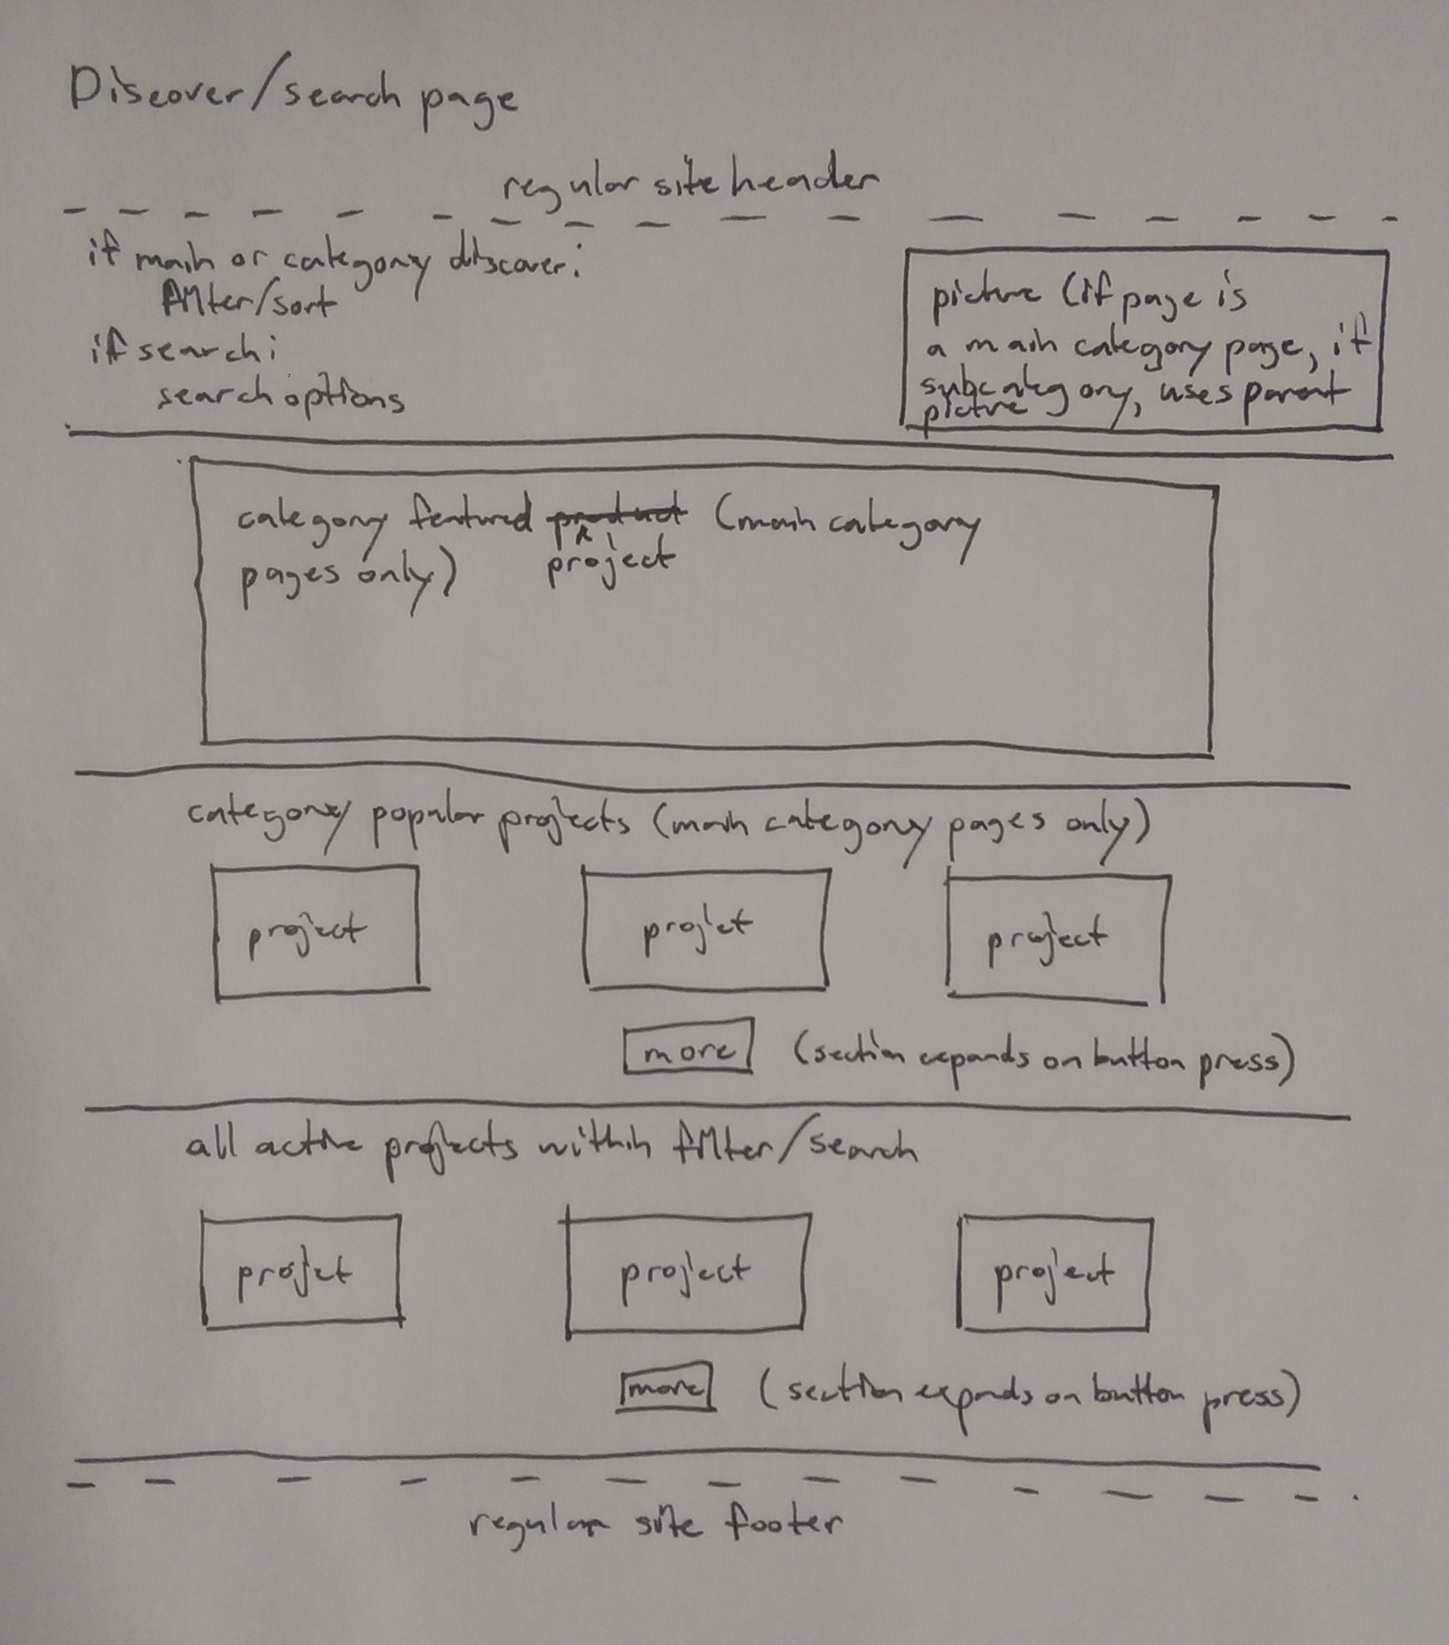 Discover/search page
regular site header
if main or category discover:
filter/sort
if search:
search options
picture (if page is
a main category page, if
subcategory, uses parent
picture
category featured product (main category
pages only) project
category popular projects (main category pages only)
project project project
more (section expands on button press)
all active projects within filter/search
project project project
more (section expands on button press)
regular site footer